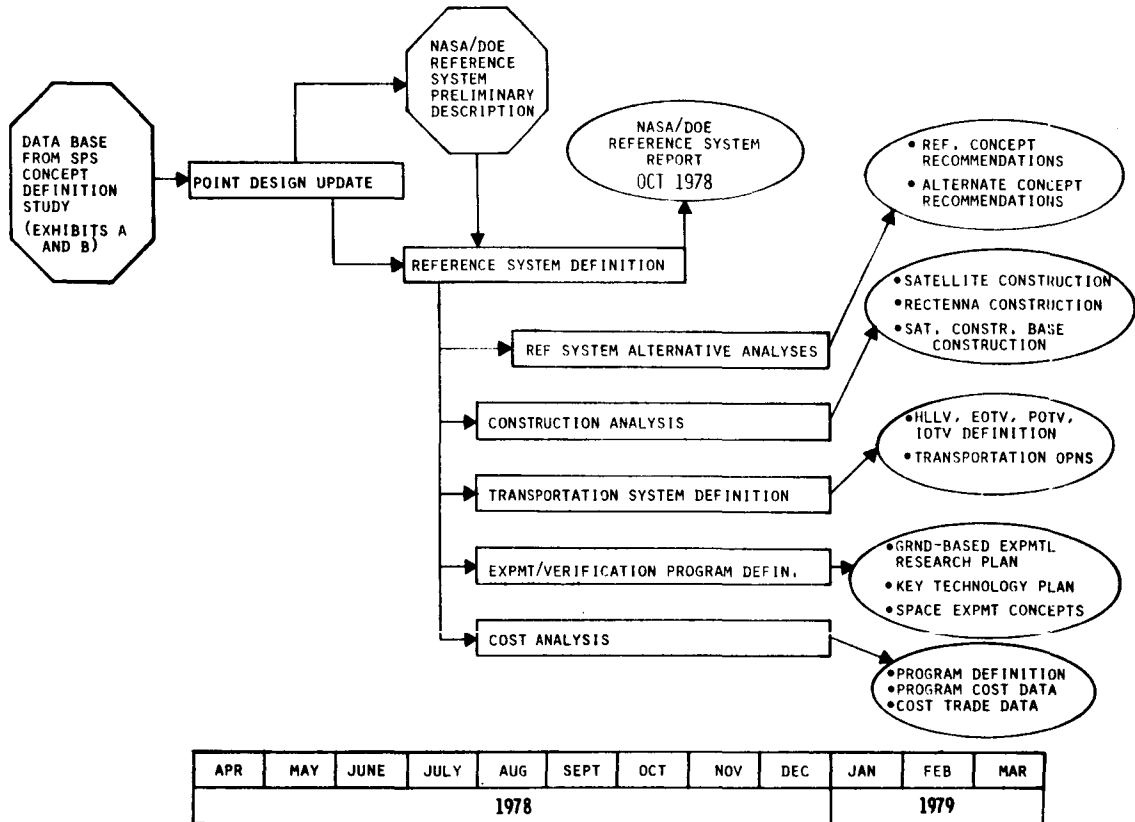 NASA/DOE
REFERENCE
SYSTEM
PRELIMINARY
DESCRIPTION
DATA BASE
FROM SPS
CONCEPT
DEFINITION
STUDY
(EXHIBITS A
AND B)
POINT DESIGN UPDATE
NASA/DOE
REFERENCE SYSTEM
REPORT
OCT 1978
• REF. CONCEPT
RECOMMENDATIONS
• ALTERNATE CONCEPT
RECOMMENDATIONS
REFERENCE SYSTEM DEFINITION
• SATELLITE CONSTRUCTION
• RECTENNA CONSTRUCTION
• SAT. CONSTR. BASE
CONSTRUCTION
REF SYSTEM ALTERNATIVE ANALYSES
CONSTRUCTION ANALYSIS
• HLLV, EOTV, POTV,
IOTV DEFINITION
• TRANSPORTATION OPNS
TRANSPORTATION SYSTEM DEFINITION
• GRND-BASED EXPMTL
RESEARCH PLAN
• KEY TECHNOLOGY PLAN
• SPACE EXPMT CONCEPTS
EXPMT/VERIFICATION PROGRAM DEFIN.
COST ANALYSIS
• PROGRAM DEFINITION
• PROGRAM COST DATA
• COST TRADE DATA
APR MAY JUNE JULY AUG SEPT OCT NOV DEC JAN FEB MAR
1978 1979